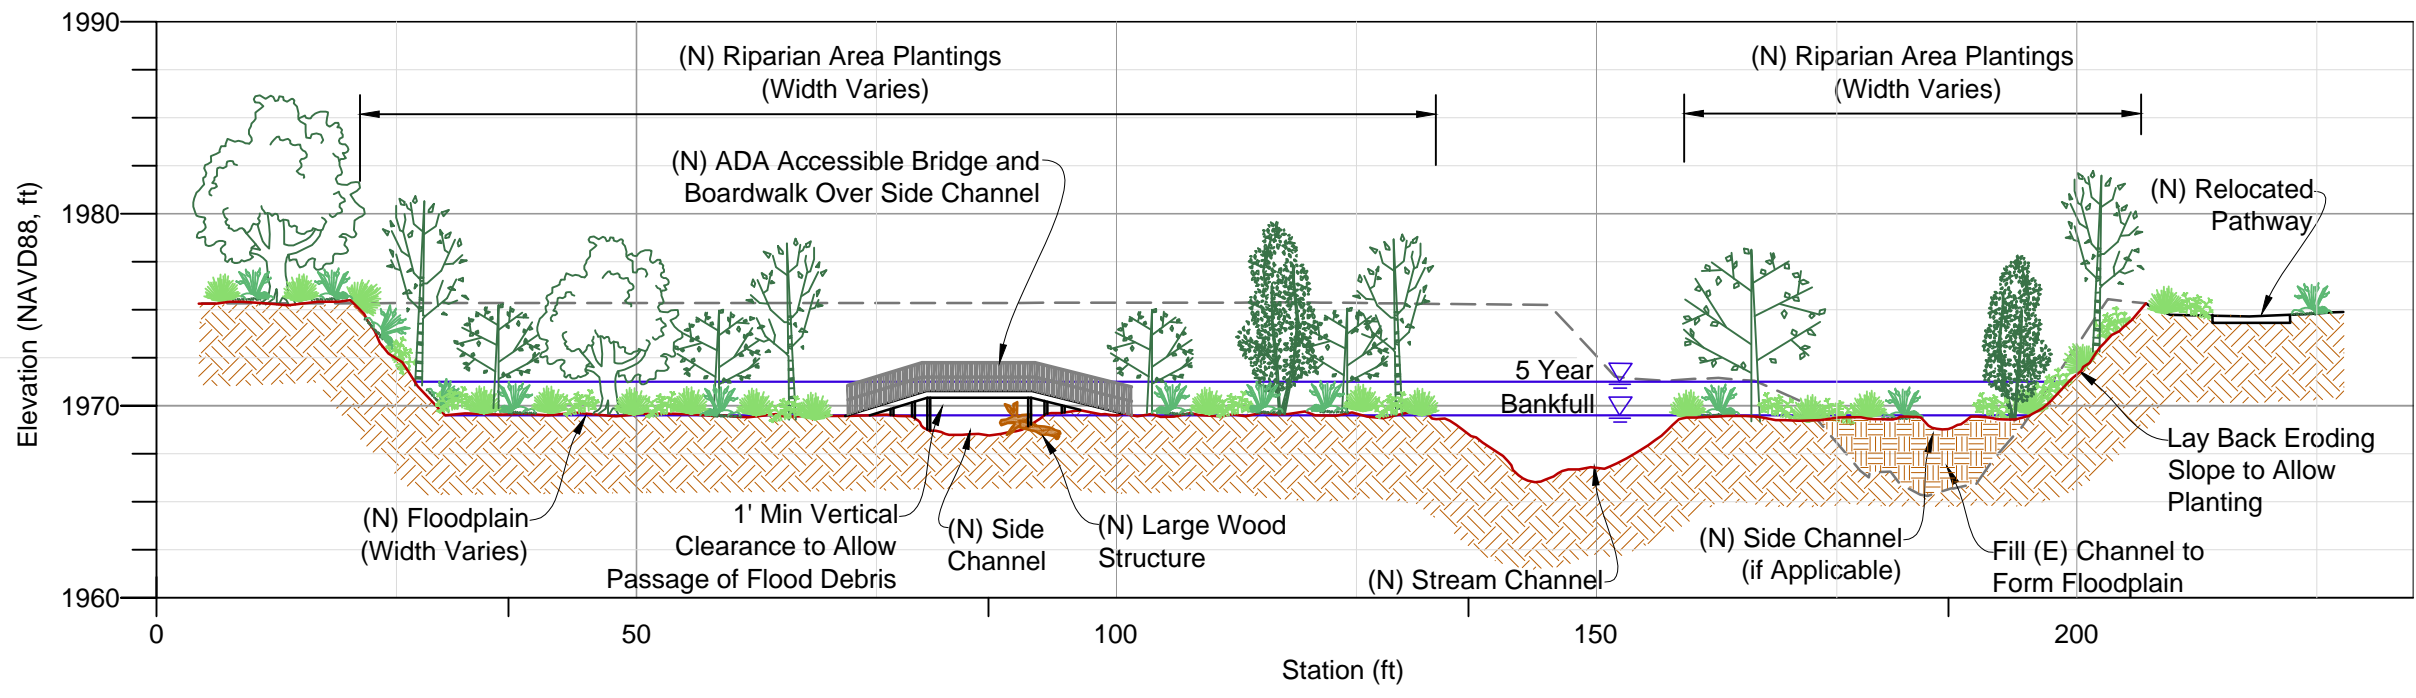 1990
(N) Riparian Area Plantings
(Width Varies)
(N) Riparian Area Plantings
(Width Varies)
(N) ADA Accessible Bridge and
Boardwalk Over Side Channel
(N) Relocated
Pathway
1980
Elevation (NAVD88, ft)
5 Year
1970
Bankfull
Lay Back Eroding
Slope to Allow
Planting
(N) Floodplain
(Width Varies)
1' Min Vertical
Clearance to Allow
Passage of Flood Debris
(N) Side
Channel
(N) Large Wood
Structure
(N) Stream Channel
(N) Side Channel
(if Applicable)
Fill (E) Channel to
Form Floodplain
1960
0
50
100
150
200
Station (ft)